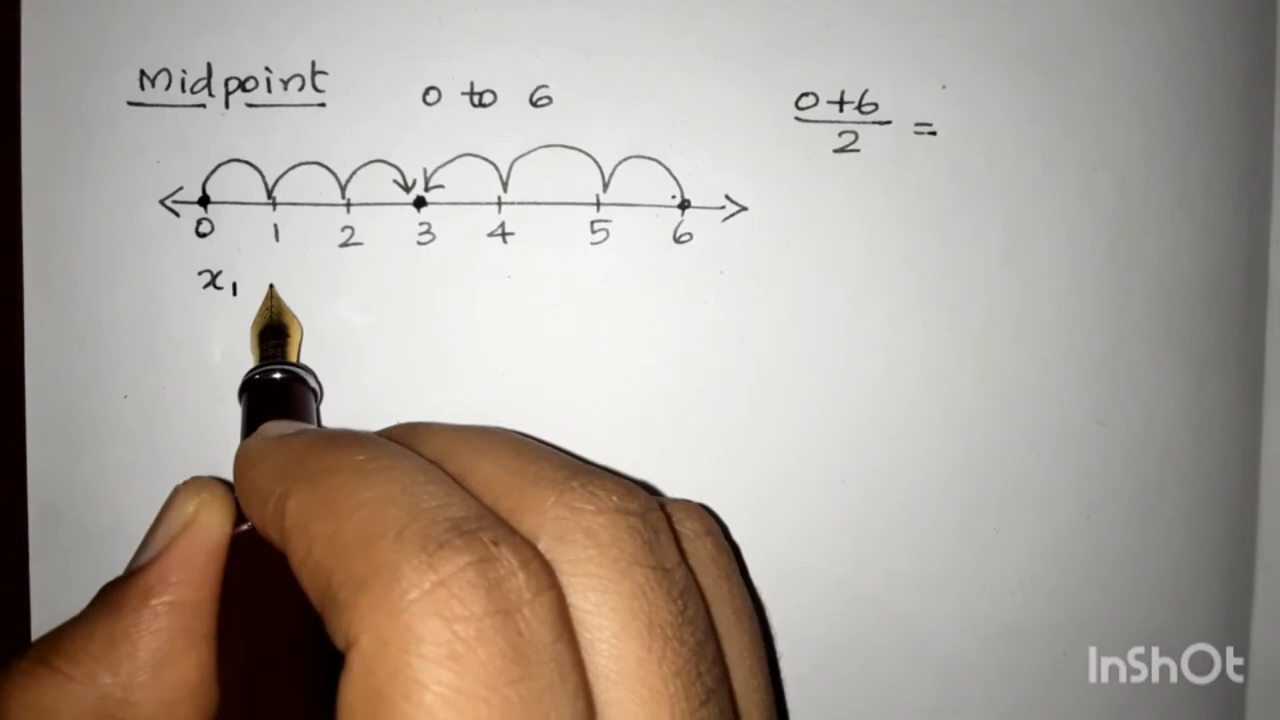 Midpoint 0 to 6
0+6/2 =
0 1 2 3 4 5 6
x₁
InShOt